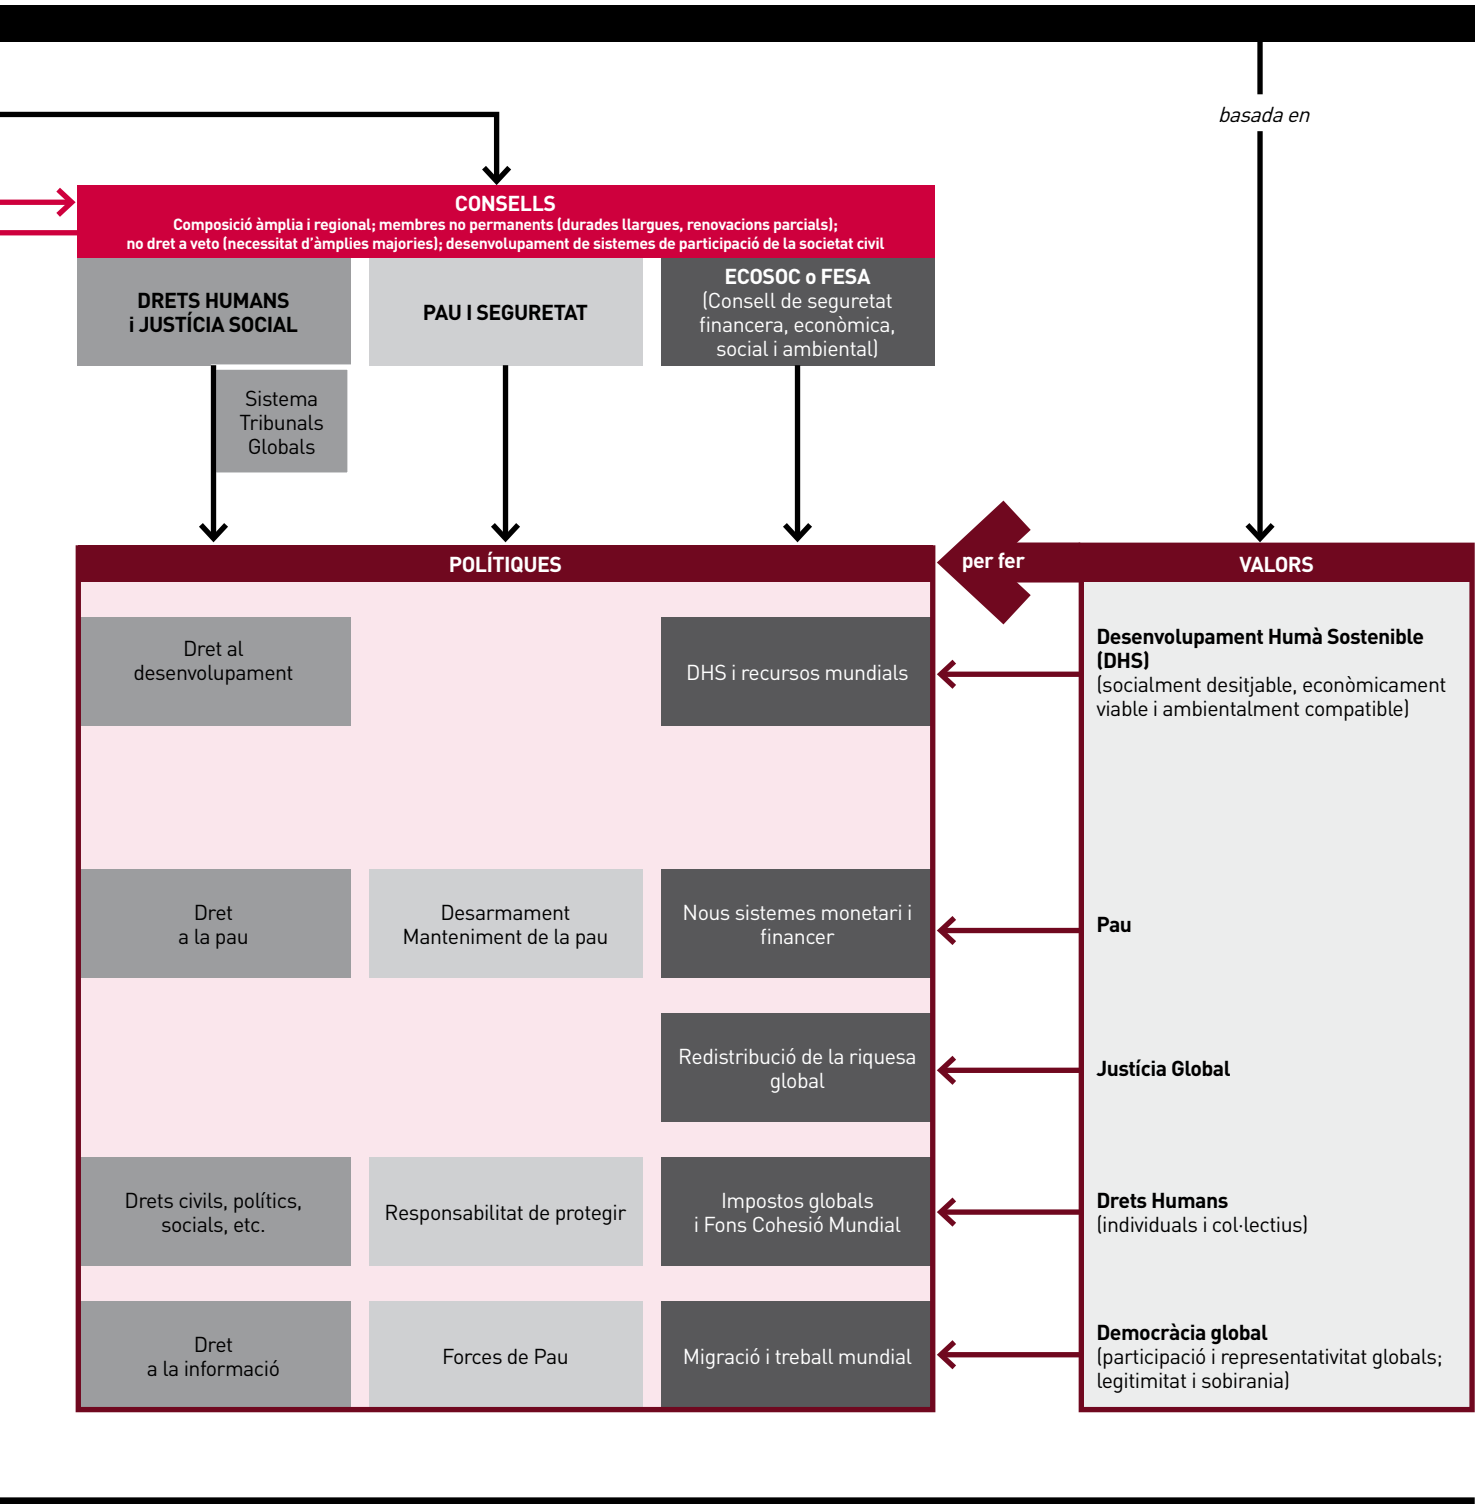 basada en
CONSELLS
Composició àmplia i regional; membres no permanents (durades llargues, renovacions parcials);
no dret a veto (necessitat d'àmplies majories); desenvolupament de sistemes de participació de la societat civil
DRETS HUMANS
i JUSTÍCIA SOCIAL
PAU I SEGURETAT
ECOSOC o FESA
(Consell de seguretat
financera, econòmica,
social i ambiental)
Sistema
Tribunals
Globals
POLÍTIQUES
per fer
VALORS
Dret al
desenvolupament
DHS i recursos mundials
Desenvolupament Humà Sostenible
(DHS)
(socialment desitjable, econòmicament
viable i ambientalment compatible)
Dret
a la pau
Desarmament
Manteniment de la pau
Nous sistemes monetari i
financer
Pau
Redistribució de la riquesa
global
Justícia Global
Drets civils, polítics,
socials, etc.
Responsabilitat de protegir
Impostos globals
i Fons Cohesió Mundial
Drets Humans
(individuals i col·lectius)
Dret
a la informació
Forces de Pau
Migració i treball mundial
Democràcia global
(participació i representativitat globals;
legitimitat i sobirania)